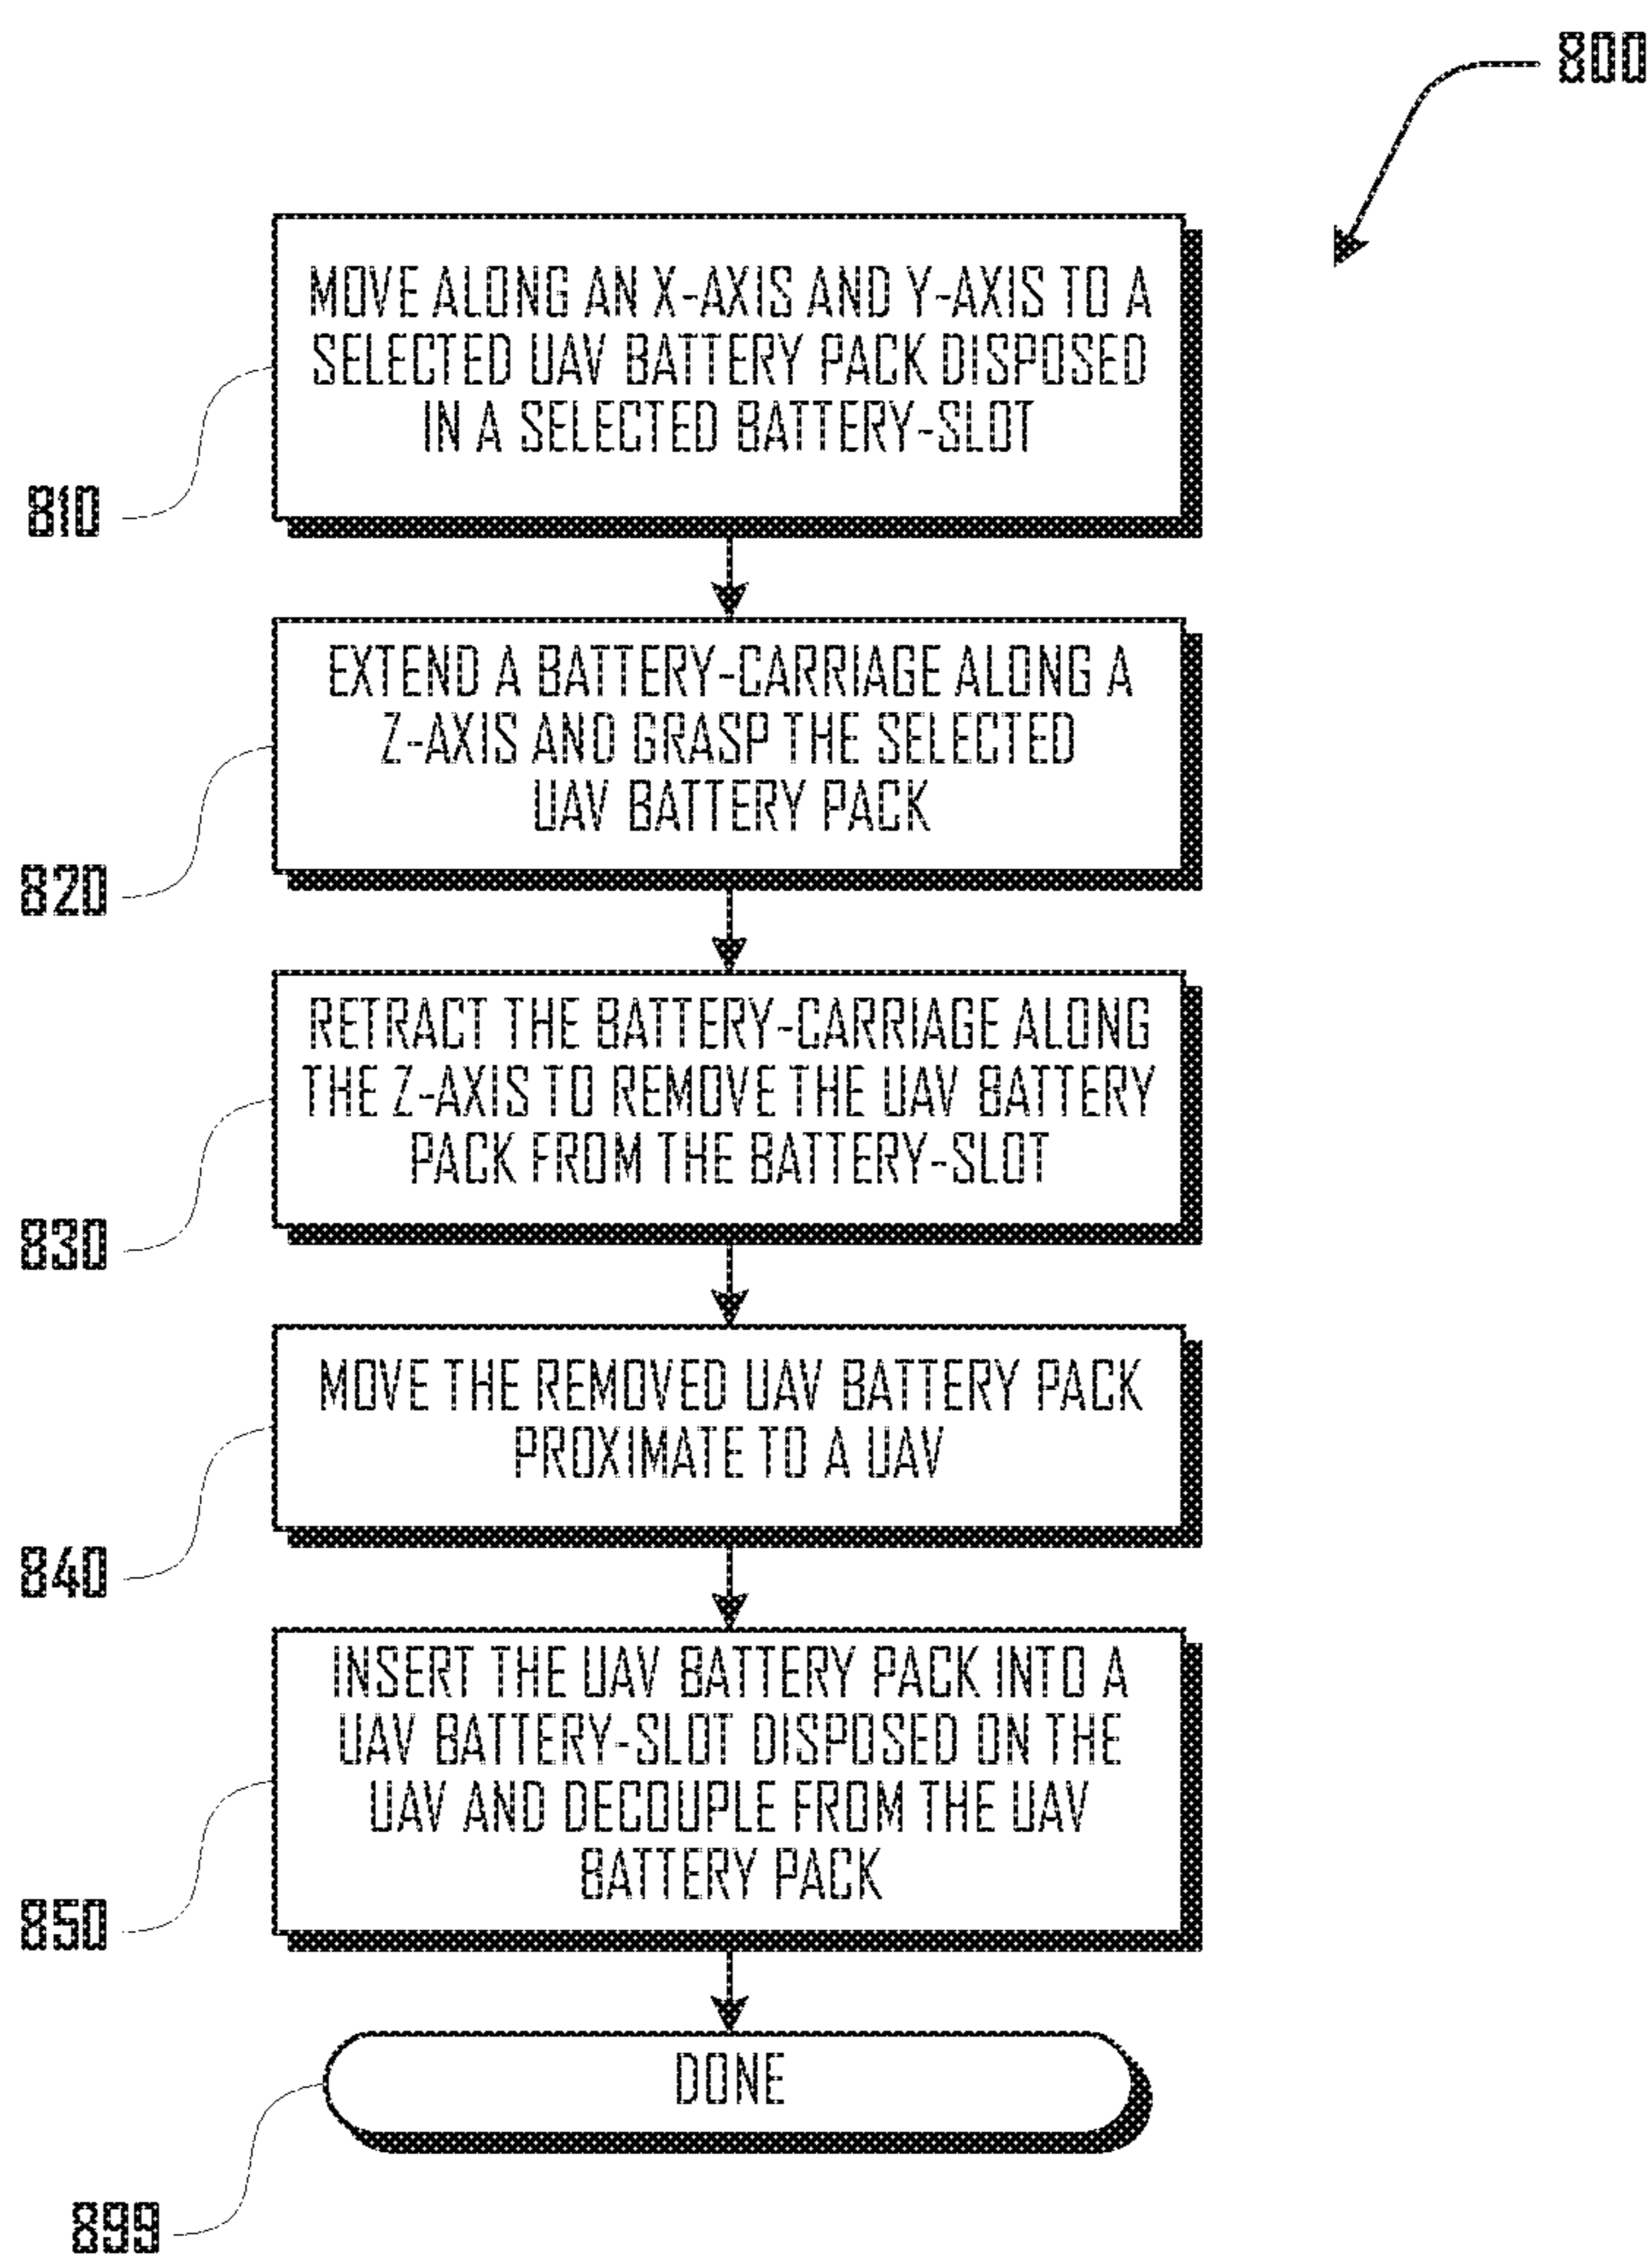 800
MOVE ALONG AN X-AXIS AND Y-AXIS TO A
SELECTED UAV BATTERY PACK DISPOSED
IN A SELECTED BATTERY-SLOT
810
EXTEND A BATTERY-CARRIAGE ALONG A
Z-AXIS AND GRASP THE SELECTED
UAV BATTERY PACK
820
RETRACT THE BATTERY-CARRIAGE ALONG
THE Z-AXIS TO REMOVE THE UAV BATTERY
PACK FROM THE BATTERY-SLOT
830
MOVE THE REMOVED UAV BATTERY PACK
PROXIMATE TO A UAV
840
INSERT THE UAV BATTERY PACK INTO A
UAV BATTERY-SLOT DISPOSED ON THE
UAV AND DECOUPLE FROM THE UAV
BATTERY PACK
850
DONE
899